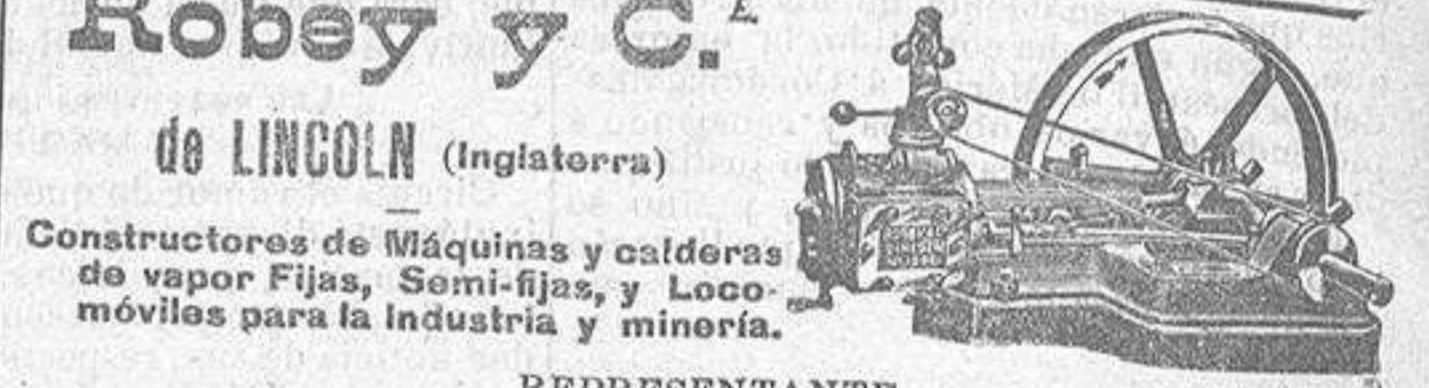 Robey y C.ª
de LINCOLN (Inglaterra)
Constructores de Máquinas y calderas
de vapor Fijas, Semi-fijas, y Loco-
móviles para la Industria y minería.
REPRESENTANTE